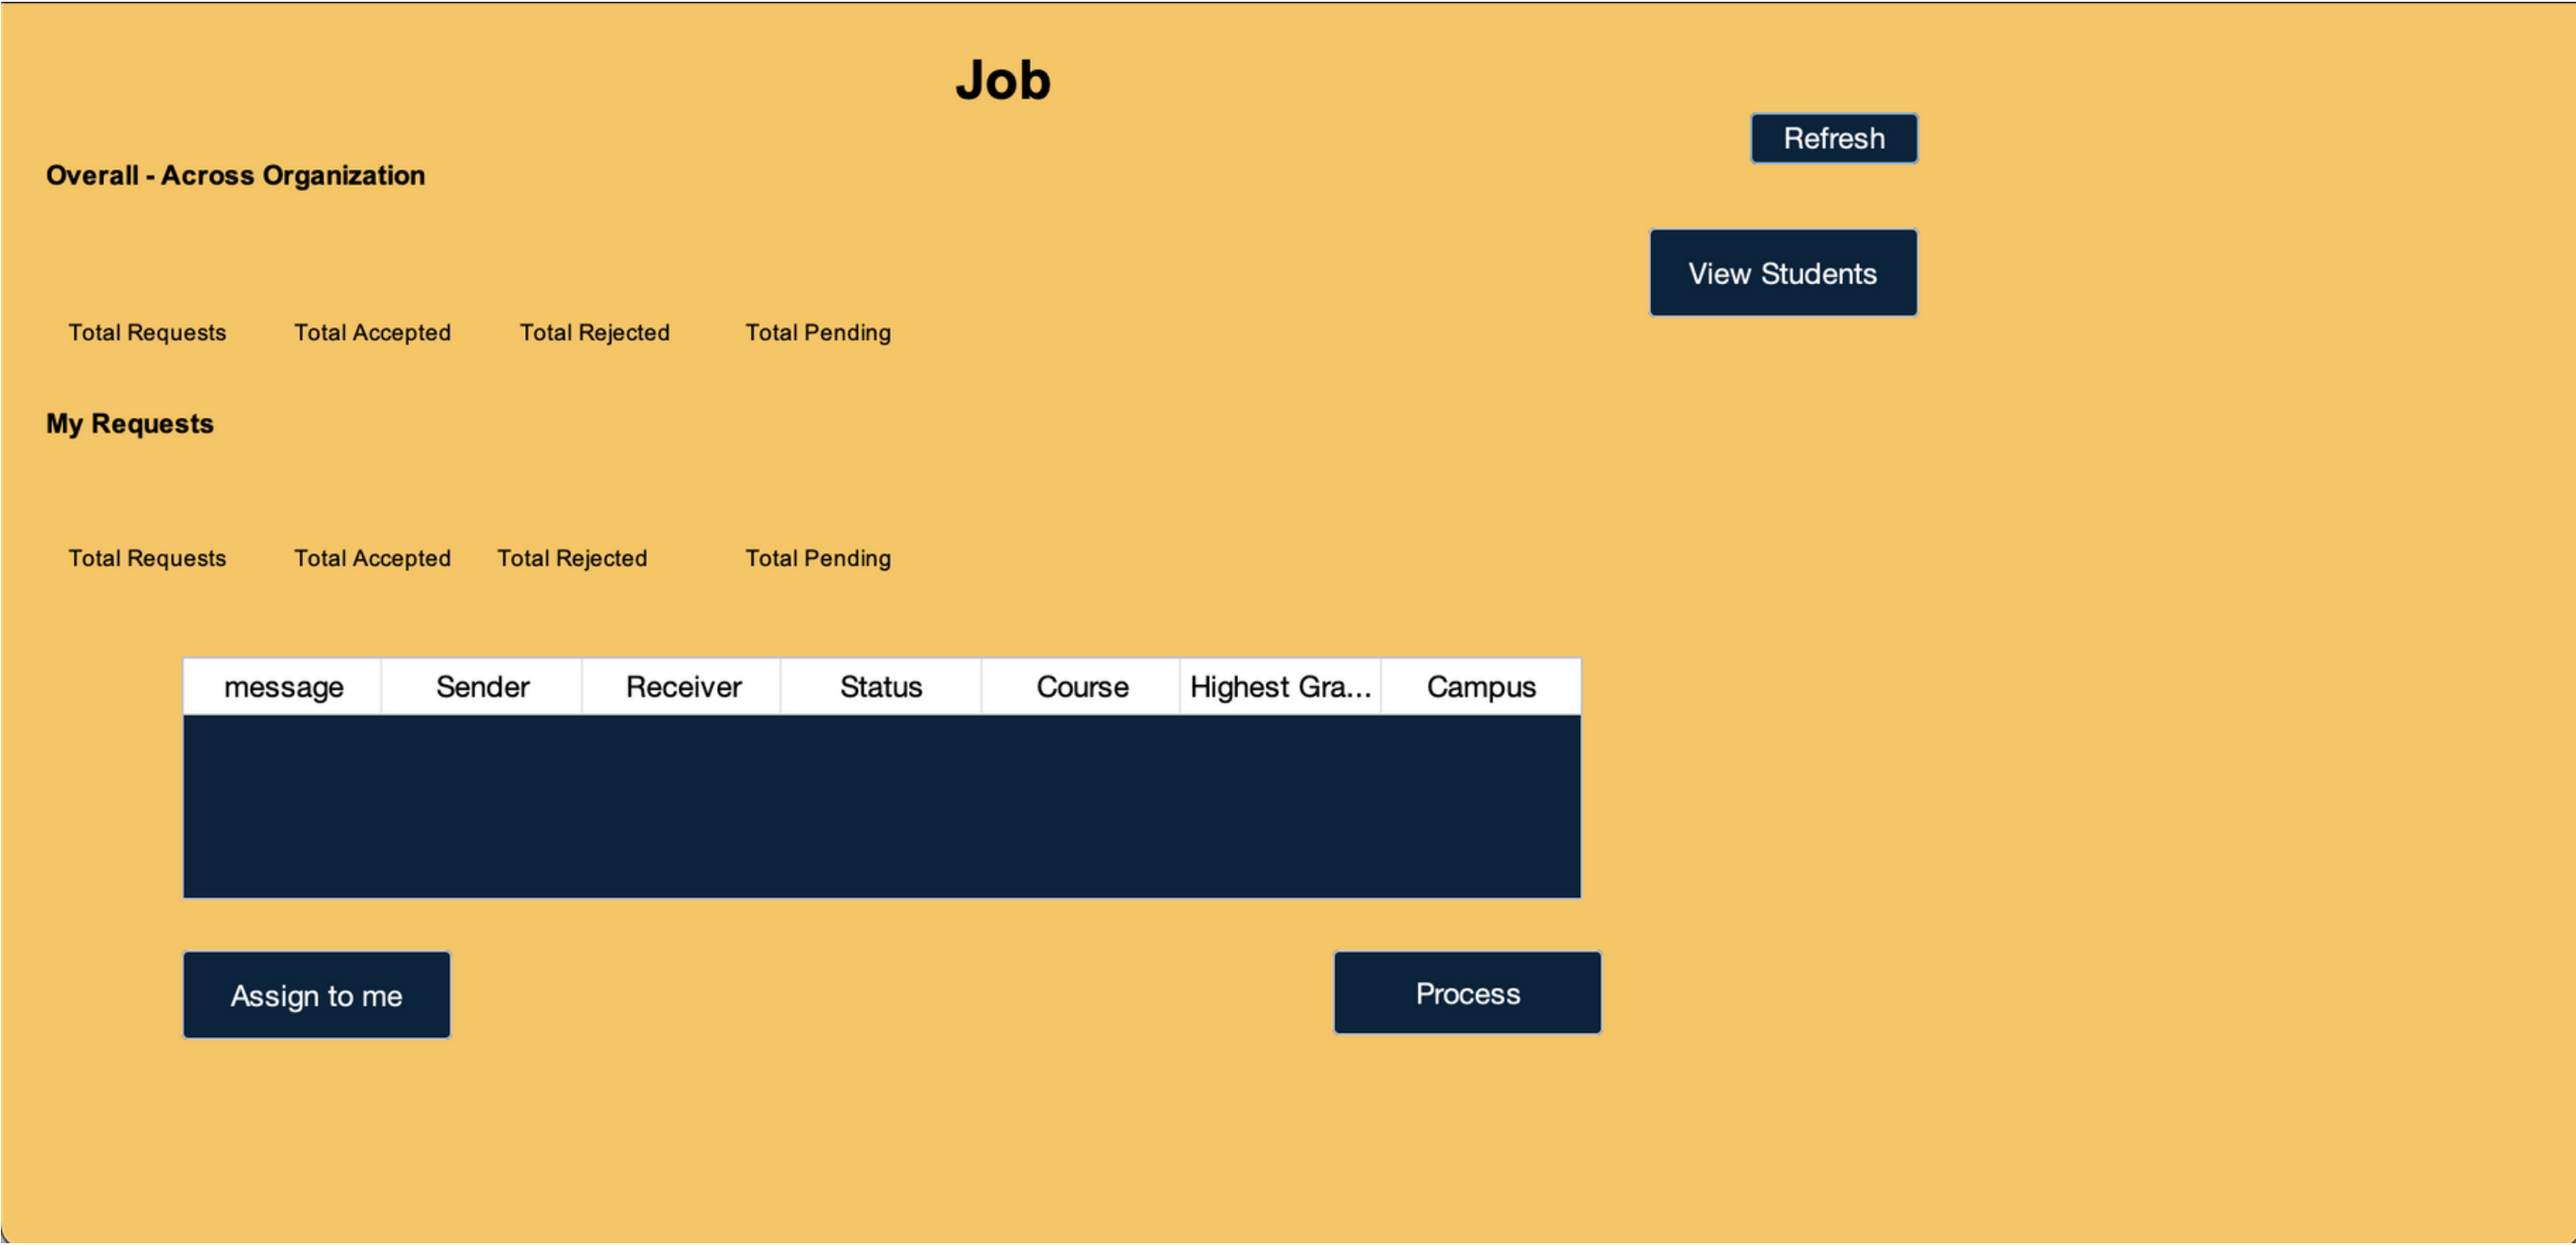 Job
Refresh
Overall - Across Organization
View Students
Total Requests Total Accepted Total Rejected Total Pending
My Requests
Total Requests Total Accepted Total Rejected Total Pending
message Sender Receiver Status Course Highest Gra... Campus
Assign to me Process